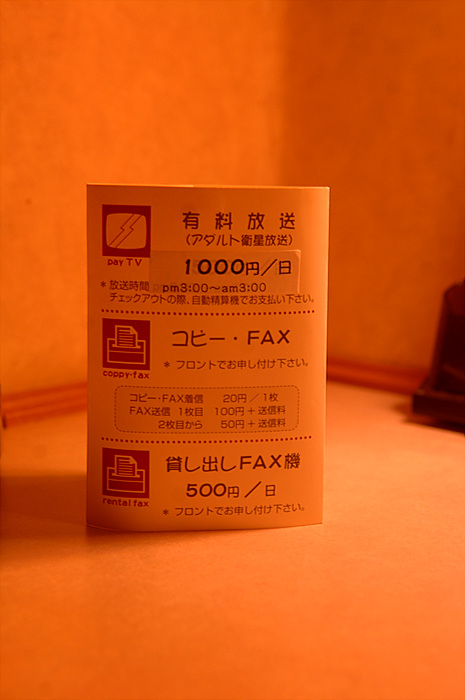 有料放送
(アダルト衛星放送)
pay TV
1000円／日
＊放送時間 pm3:00〜am3:00
チェックアウトの際、自動精算機でお支払い下さい。
コピー・FAX
coppy・fax
＊ フロントでお申し付け下さい。
コピー・FAX着信 20円／1枚
FAX送信 1枚目 100円＋送信料
2枚目から 50円＋送信料
貸し出しFAX機
500円／日
rental fax
＊ フロントでお申し付け下さい。